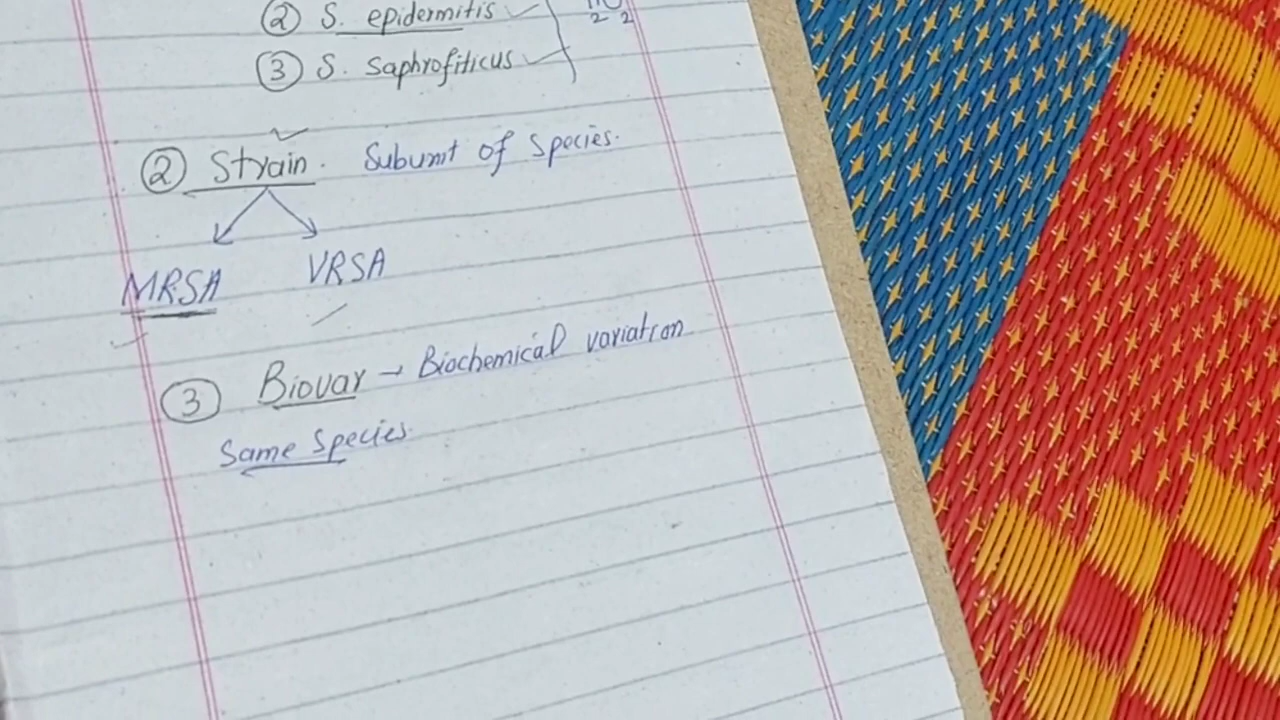 ② S. epidermitis
③ S. Saphrofiticus
② Strain. Subunit of Species.
MRSA VRSA
③ Biovar → Biochemical variation
Same Species.